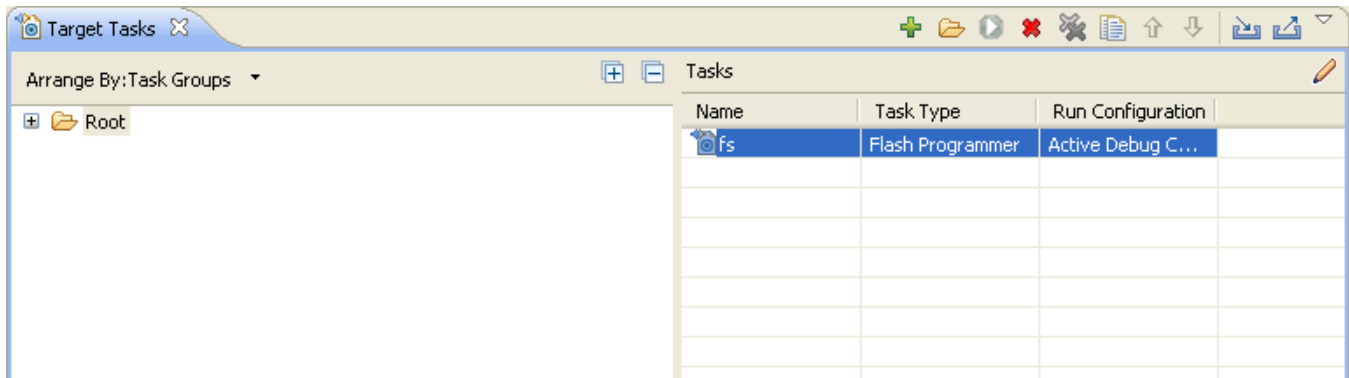 Target Tasks
Arrange By:Task Groups
Root
Tasks
Name Task Type Run Configuration
fs Flash Programmer Active Debug C...